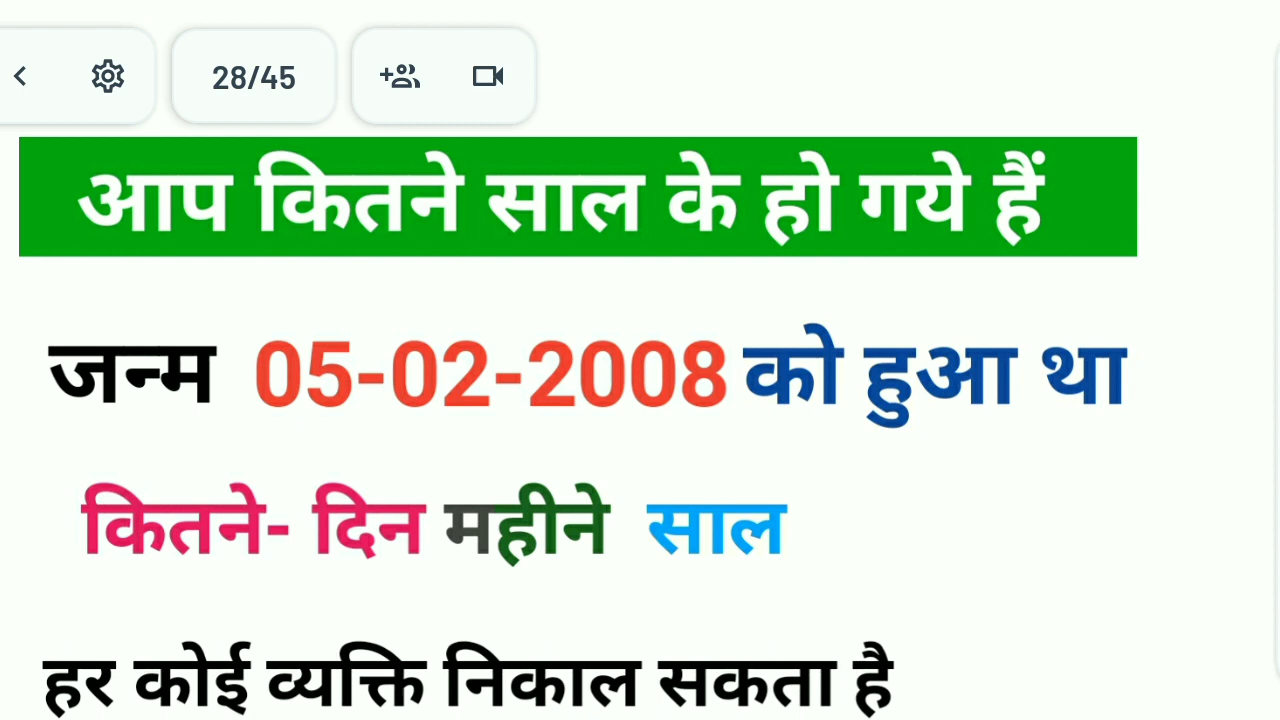 28/45
आप कितने साल के हो गये हैं
जन्म 05-02-2008 को हुआ था
कितने- दिन महीने साल
हर कोई व्यक्ति निकाल सकता है